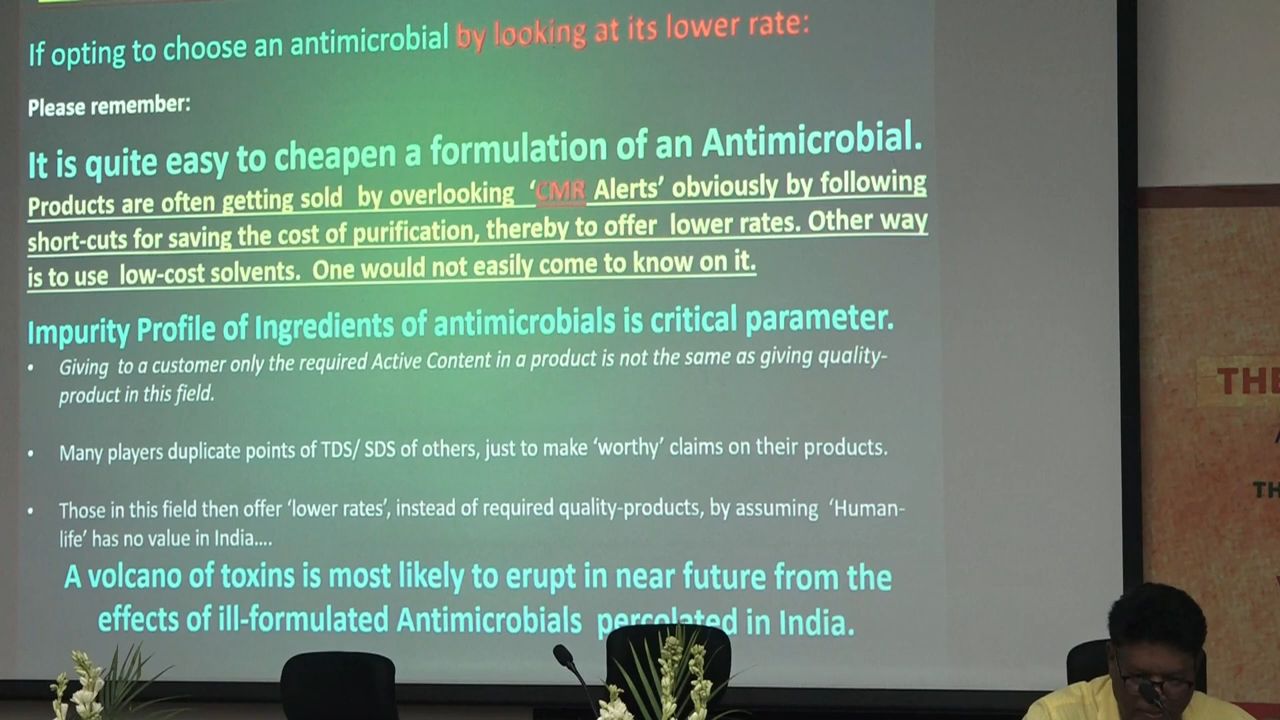 If opting to choose an antimicrobial by looking at its lower rate:
Please remember:
It is quite easy to cheapen a formulation of an Antimicrobial.
Products are often getting sold by overlooking ‘CMR Alerts’ obviously by following
short-cuts for saving the cost of purification, thereby to offer lower rates. Other way
is to use low-cost solvents. One would not easily come to know on it.
Impurity Profile of Ingredients of antimicrobials is critical parameter.
• Giving to a customer only the required Active Content in a product is not the same as giving quality-
product in this field.
• Many players duplicate points of TDS/ SDS of others, just to make ‘worthy’ claims on their products.
• Those in this field then offer ‘lower rates’, instead of required quality-products, by assuming ‘Human-
life’ has no value in India....
A volcano of toxins is most likely to erupt in near future from the
effects of ill-formulated Antimicrobials percolated in India.
THE
TH